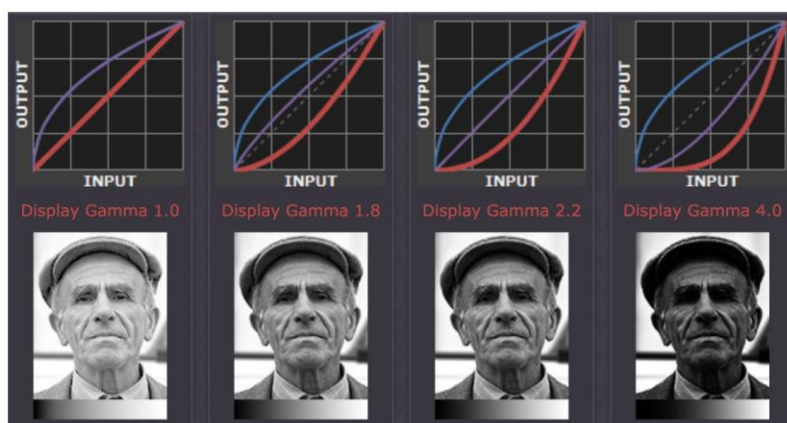 OUTPUT
INPUT
Display Gamma 1.0
OUTPUT
INPUT
Display Gamma 1.8
OUTPUT
INPUT
Display Gamma 2.2
OUTPUT
INPUT
Display Gamma 4.0